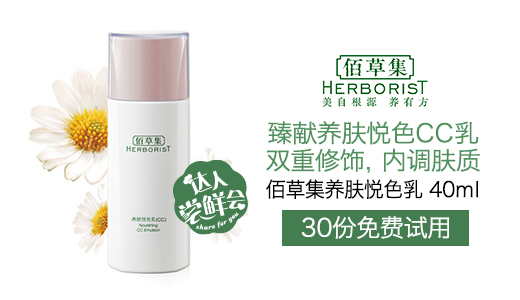 佰草集
HERBORIST
养肤悦色乳(CC)
Nourishing
CC Emulsion
达人
尝鲜会
share for you
佰草集
HERBORIST
美自根源 养有方
臻献养肤悦色CC乳
双重修饰，内调肤质
佰草集养肤悦色乳 40ml
30份免费试用